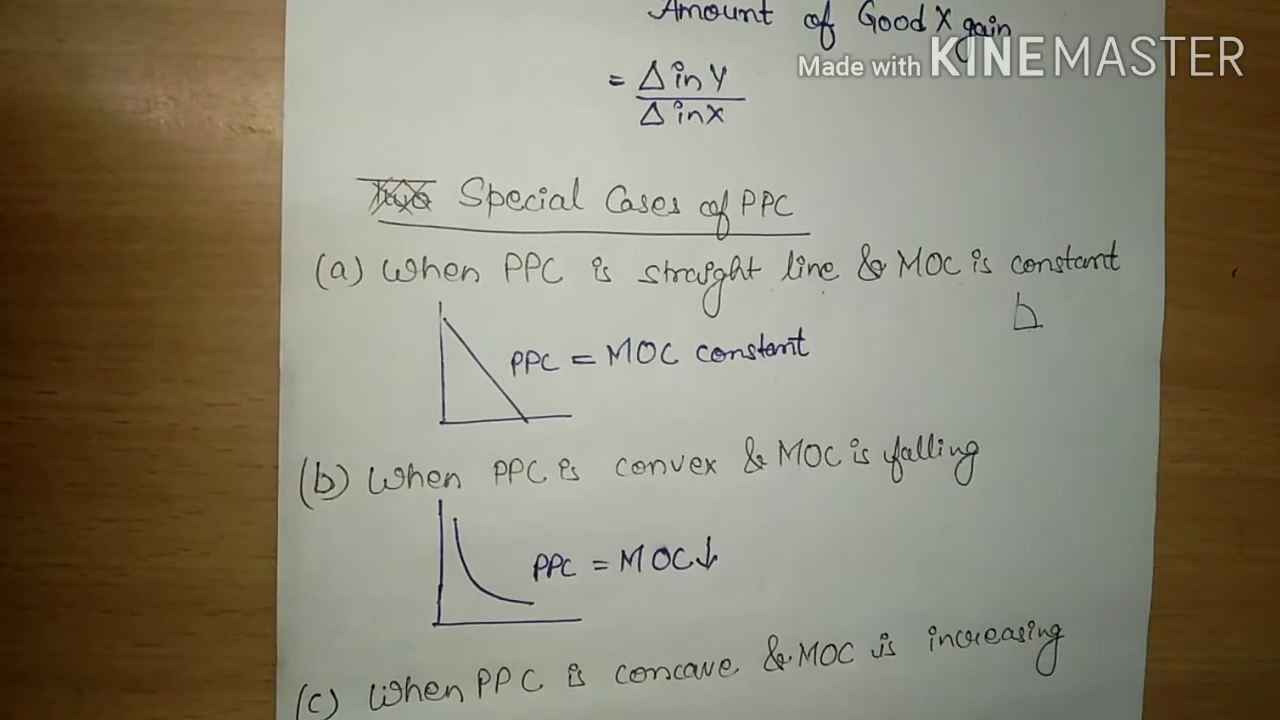 Amount of Good X gain
Made with KINEMASTER
= Δ in Y
Δ in X
Special Cases of PPC
(a) When PPC is straight line & MOC is constant
PPC = MOC constant
(b) When PPC is convex & MOC is falling
PPC = MOC↓
(c) When PPC is concave & MOC is increasing